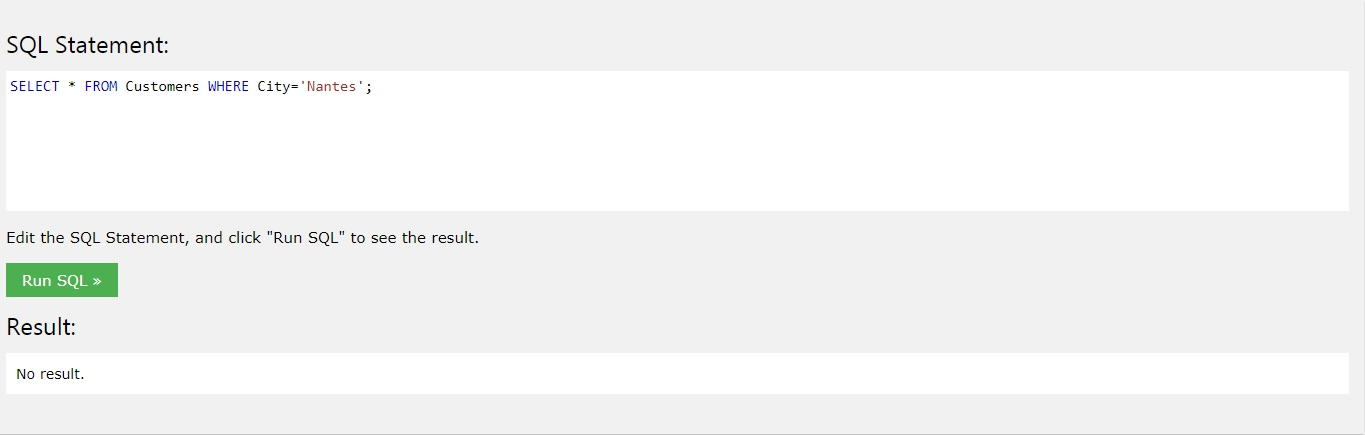 SQL Statement:
SELECT * FROM Customers WHERE City='Nantes';
Edit the SQL Statement, and click "Run SQL" to see the result.
Run SQL »
Result:
No result.